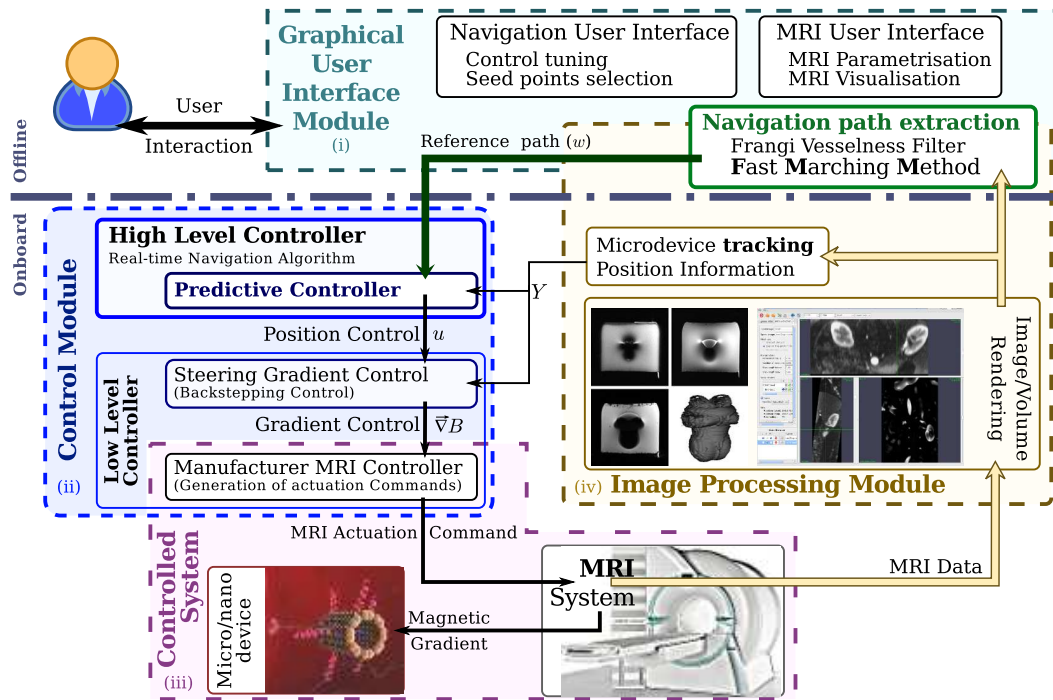 Graphical
User
Interface
Module
(i)
Navigation User Interface
Control tuning
Seed points selection
MRI User Interface
MRI Parametrisation
MRI Visualisation
User
Interaction
Offline
Onboard
Reference path (w)
Navigation path extraction
Frangi Vesselness Filter
Fast Marching Method
Control Module
(ii)
High Level Controller
Real-time Navigation Algorithm
Predictive Controller
Position Control u
Y
Microdevice tracking
Position Information
Low Level
Controller
Steering Gradient Control
(Backstepping Control)
Gradient Control ∇⃗B
Manufacturer MRI Controller
(Generation of actuation Commands)
Image/Volume
Rendering
(iv) Image Processing Module
MRI Actuation Command
MRI Data
Controlled
System
(iii)
Micro/nano
device
Magnetic
Gradient
MRI
System